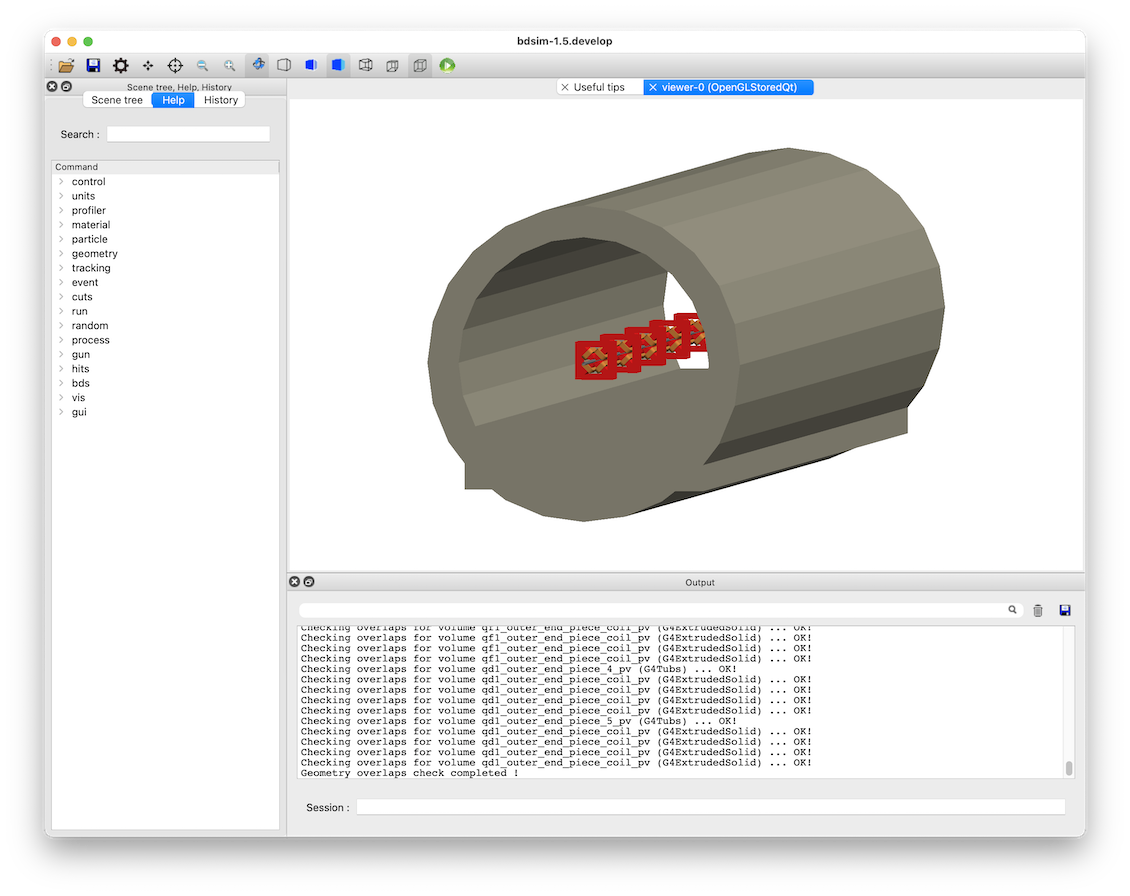 bdsim-1.5.develop
Scene tree, Help, History
Scene tree Help History
Useful tips
viewer-0 (OpenGLStoredQt)
Search :
Command
control
units
profiler
material
particle
geometry
tracking
event
cuts
run
random
process
gun
hits
bds
vis
gui
Output
Checking overlaps for volume qf1_outer_end_piece_coil_pv (G4ExtrudedSolid) ... OK!
Checking overlaps for volume qf1_outer_end_piece_coil_pv (G4ExtrudedSolid) ... OK!
Checking overlaps for volume qf1_outer_end_piece_coil_pv (G4ExtrudedSolid) ... OK!
Checking overlaps for volume qf1_outer_end_piece_coil_pv (G4ExtrudedSolid) ... OK!
Checking overlaps for volume qd1_outer_end_piece_4_pv (G4Tubs) ... OK!
Checking overlaps for volume qd1_outer_end_piece_coil_pv (G4ExtrudedSolid) ... OK!
Checking overlaps for volume qd1_outer_end_piece_coil_pv (G4ExtrudedSolid) ... OK!
Checking overlaps for volume qd1_outer_end_piece_coil_pv (G4ExtrudedSolid) ... OK!
Checking overlaps for volume qd1_outer_end_piece_coil_pv (G4ExtrudedSolid) ... OK!
Checking overlaps for volume qd1_outer_end_piece_5_pv (G4Tubs) ... OK!
Checking overlaps for volume qd1_outer_end_piece_coil_pv (G4ExtrudedSolid) ... OK!
Checking overlaps for volume qd1_outer_end_piece_coil_pv (G4ExtrudedSolid) ... OK!
Checking overlaps for volume qd1_outer_end_piece_coil_pv (G4ExtrudedSolid) ... OK!
Checking overlaps for volume qd1_outer_end_piece_coil_pv (G4ExtrudedSolid) ... OK!
Geometry overlaps check completed !
Session :